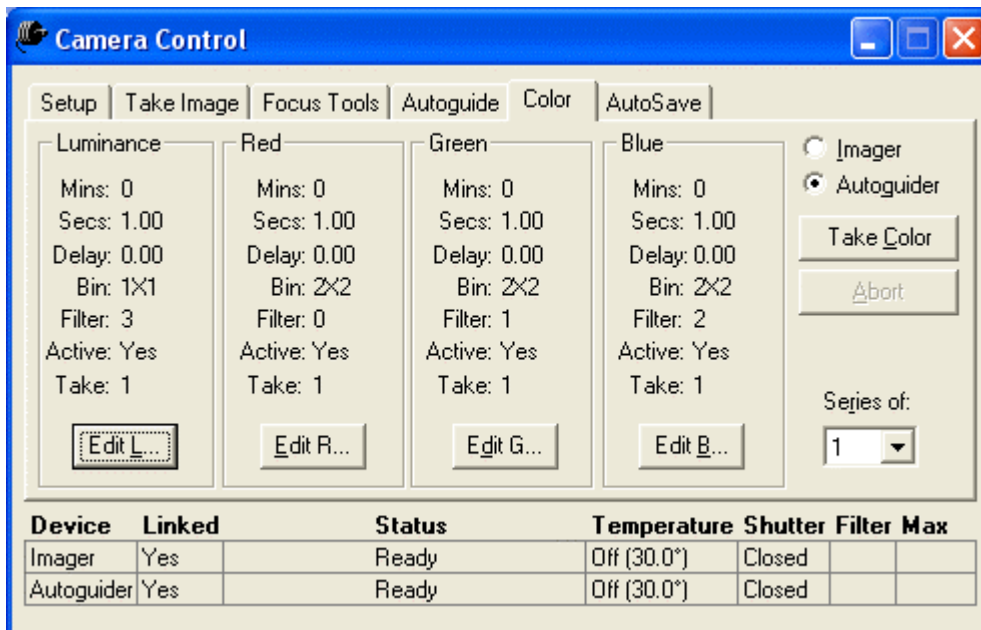 Camera Control
Setup Take Image Focus Tools Autoguide Color AutoSave
Luminance Red Green Blue
Imager
Autoguider
Mins: 0 Mins: 0 Mins: 0 Mins: 0
Secs: 1.00 Secs: 1.00 Secs: 1.00 Secs: 1.00
Take Color
Delay: 0.00 Delay: 0.00 Delay: 0.00 Delay: 0.00
Bin: 1X1 Bin: 2X2 Bin: 2X2 Bin: 2X2
Abort
Filter: 3 Filter: 0 Filter: 1 Filter: 2
Active: Yes Active: Yes Active: Yes Active: Yes
Take: 1 Take: 1 Take: 1 Take: 1
Series of:
Edit L... Edit R... Edit G... Edit B... 1
Device Linked Status Temperature Shutter Filter Max
Imager Yes Ready Off (30.0°) Closed
Autoguider Yes Ready Off (30.0°) Closed